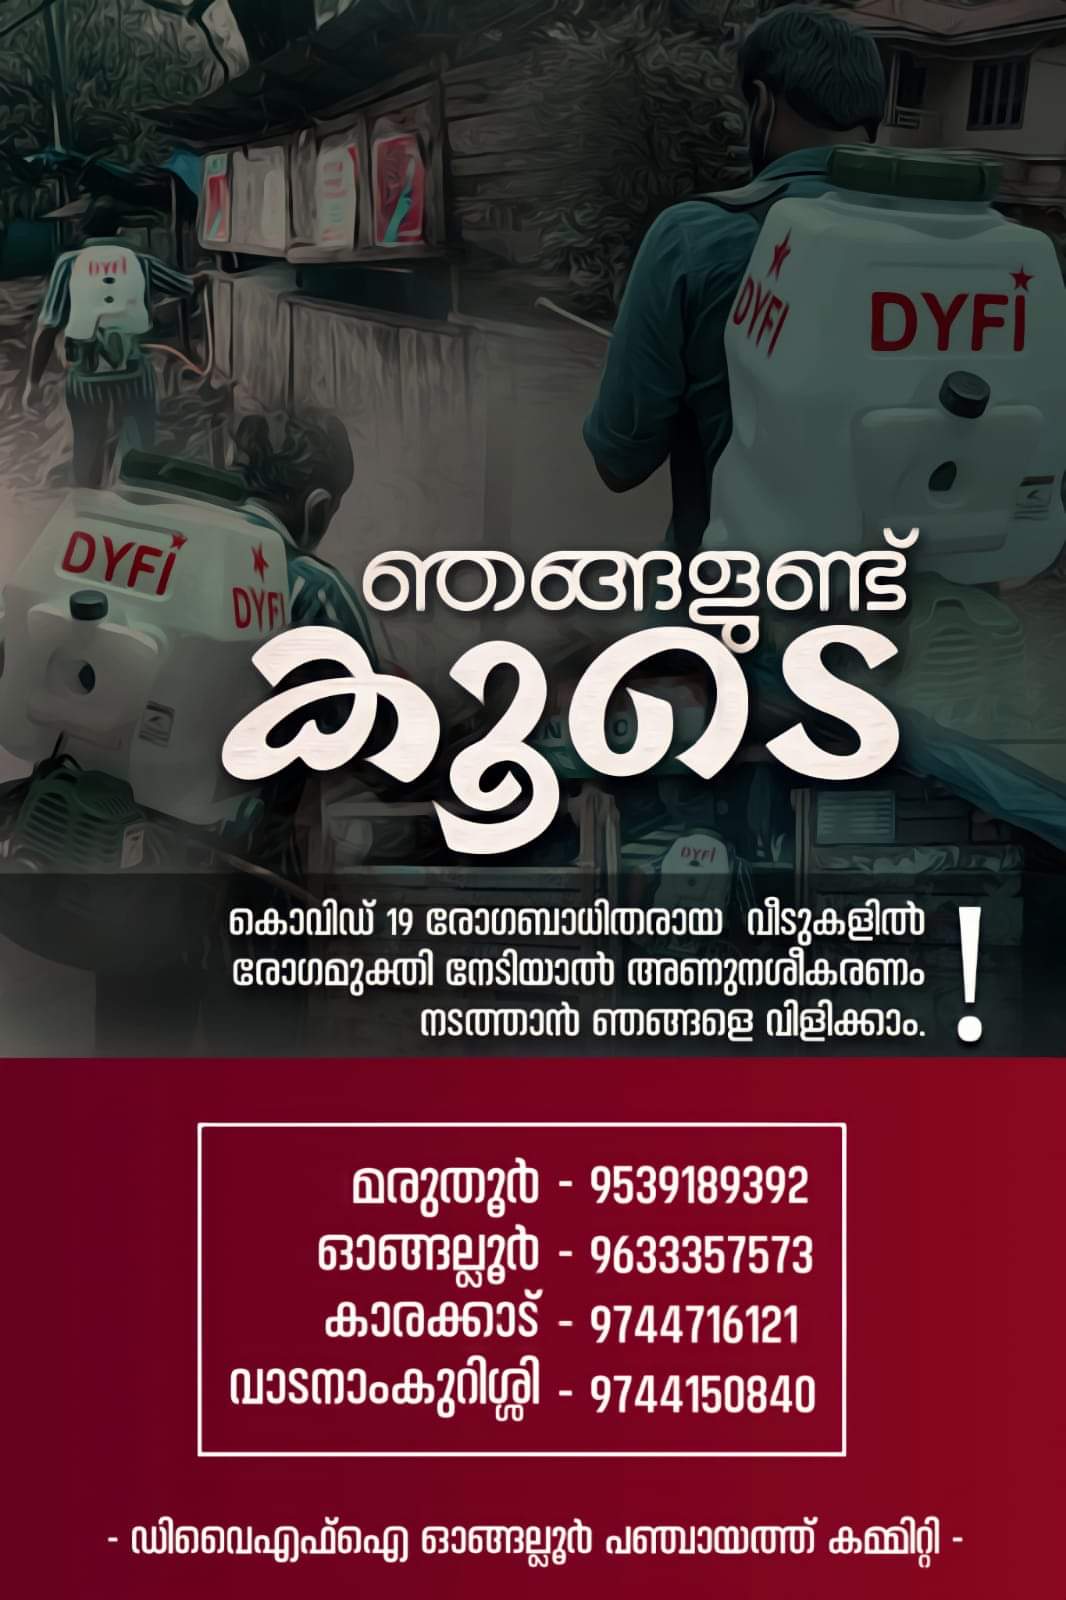 DYFI
DYFI
DYFI
DYFI
DYFI
ഞങ്ങളുണ്ട്
കൂടെ
DYFI
കൊവിഡ് 19 രോഗബാധിതരായ വീടുകളിൽ
രോഗമുക്തി നേടിയാൽ അണുനശീകരണം
നടത്താൻ ഞങ്ങളെ വിളിക്കാം. !
മരുതൂർ - 9539189392
ഓങ്ങല്ലൂർ - 9633357573
കാരക്കാട് - 9744716121
വാടനാംകുറിശ്ശി - 9744150840
- ഡിവൈഎഫ്ഐ ഓങ്ങല്ലൂർ പഞ്ചായത്ത് കമ്മിറ്റി -